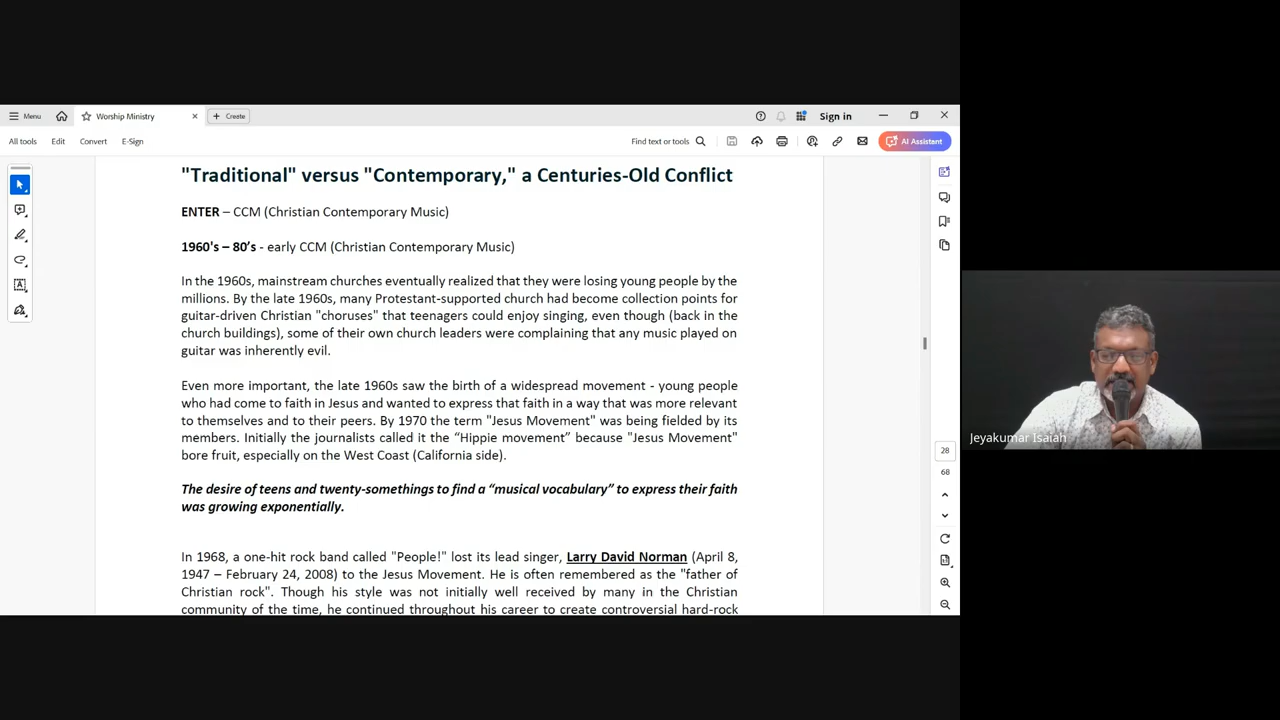 Menu
Worship Ministry
Create
Sign in
All tools
Edit
Convert
E-Sign
Find text or tools
AI Assistant
"Traditional" versus "Contemporary," a Centuries-Old Conflict
ENTER – CCM (Christian Contemporary Music)
1960's – 80’s - early CCM (Christian Contemporary Music)
In the 1960s, mainstream churches eventually realized that they were losing young people by the
millions. By the late 1960s, many Protestant-supported church had become collection points for
guitar-driven Christian "choruses" that teenagers could enjoy singing, even though (back in the
church buildings), some of their own church leaders were complaining that any music played on
guitar was inherently evil.
Even more important, the late 1960s saw the birth of a widespread movement - young people
who had come to faith in Jesus and wanted to express that faith in a way that was more relevant
to themselves and to their peers. By 1970 the term "Jesus Movement" was being fielded by its
members. Initially the journalists called it the “Hippie movement” because "Jesus Movement"
bore fruit, especially on the West Coast (California side).
The desire of teens and twenty-somethings to find a “musical vocabulary” to express their faith
was growing exponentially.
In 1968, a one-hit rock band called "People!" lost its lead singer, Larry David Norman (April 8,
1947 – February 24, 2008) to the Jesus Movement. He is often remembered as the "father of
Christian rock". Though his style was not initially well received by many in the Christian
community of the time, he continued throughout his career to create controversial hard-rock
28
68
Jeyakumar Isaiah